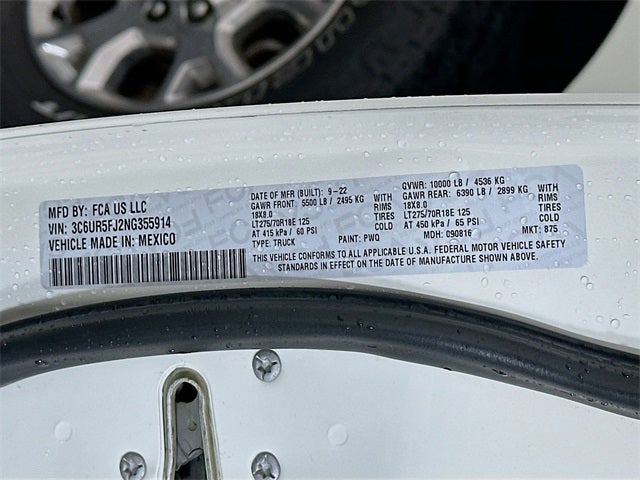 MFD BY: FCA US LLC
VIN: 3C6UR5FJ2NG355914
VEHICLE MADE IN: MEXICO
DATE OF MFR (BUILT): 9-22
GAWR FRONT: 5500 LB / 2495 KG WITH
18X8.0 RIMS
LT275/70R18E 125 TIRES
AT 415 kPa / 60 PSI COLD
TYPE: TRUCK PAINT: PWQ
GVWR: 10000 LB / 4536 KG
GAWR REAR: 6390 LB / 2899 KG WITH
18X8.0 RIMS
LT275/70R18E 125 TIRES
AT 450 kPa / 65 PSI COLD
MDH: 090816 MKT: 875
THIS VEHICLE CONFORMS TO ALL APPLICABLE U.S.A. FEDERAL MOTOR VEHICLE SAFETY
STANDARDS IN EFFECT ON THE DATE OF MANUFACTURE SHOWN ABOVE.